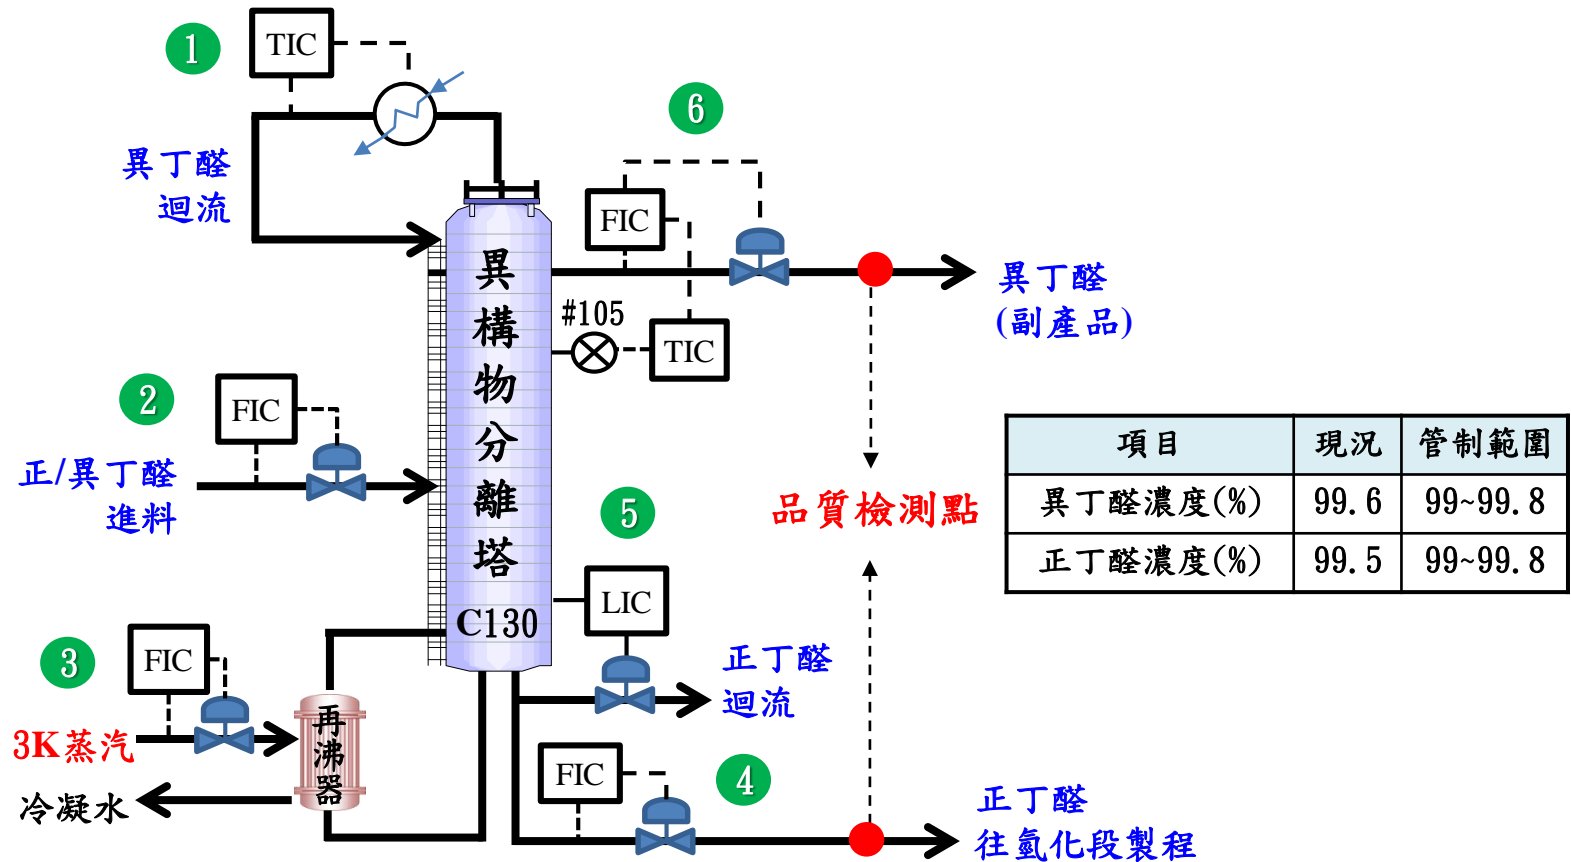 1
TIC
6
異丁醛
迴流
FIC
異丁醛
(副產品)
#105
TIC
異構物分離塔
C130
2
FIC
正/異丁醛
進料
品質檢測點
項目 現況 管制範圍
異丁醛濃度(%) 99.6 99~99.8
正丁醛濃度(%) 99.5 99~99.8
5
LIC
正丁醛
迴流
3
FIC
3K蒸汽
再沸器
冷凝水
FIC
4
正丁醛
往氫化段製程